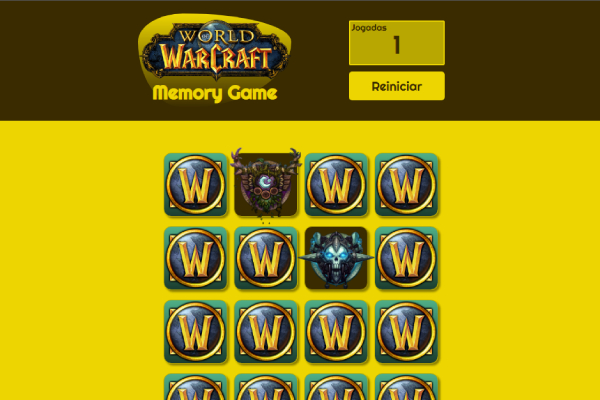 WORLD
WARCRAFT
Memory Game
Jogadas
1
Reiniciar
W W W
W W W
W W W W
W W W W